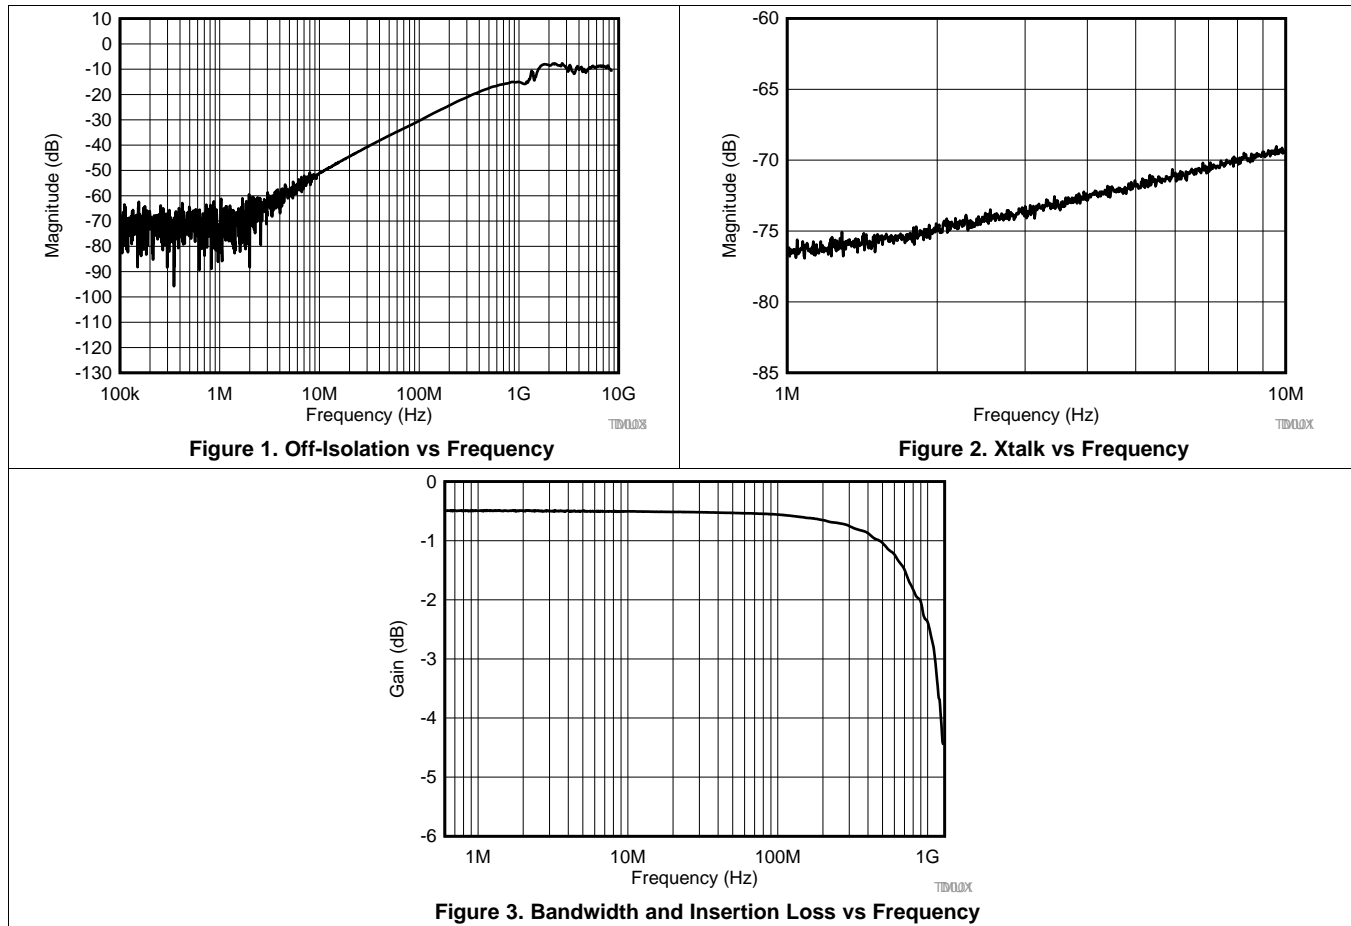 10
0
-10
-20
-30
-40
-50
-60
-70
-80
-90
-100
-110
-120
-130
Magnitude (dB)
100k 1M 10M 100M 1G 10G
Frequency (Hz)
Figure 1. Off-Isolation vs Frequency
-60
-65
-70
-75
-80
-85
Magnitude (dB)
1M 10M
Frequency (Hz)
Figure 2. Xtalk vs Frequency
0
-1
-2
-3
-4
-5
-6
Gain (dB)
1M 10M 100M 1G
Frequency (Hz)
Figure 3. Bandwidth and Insertion Loss vs Frequency